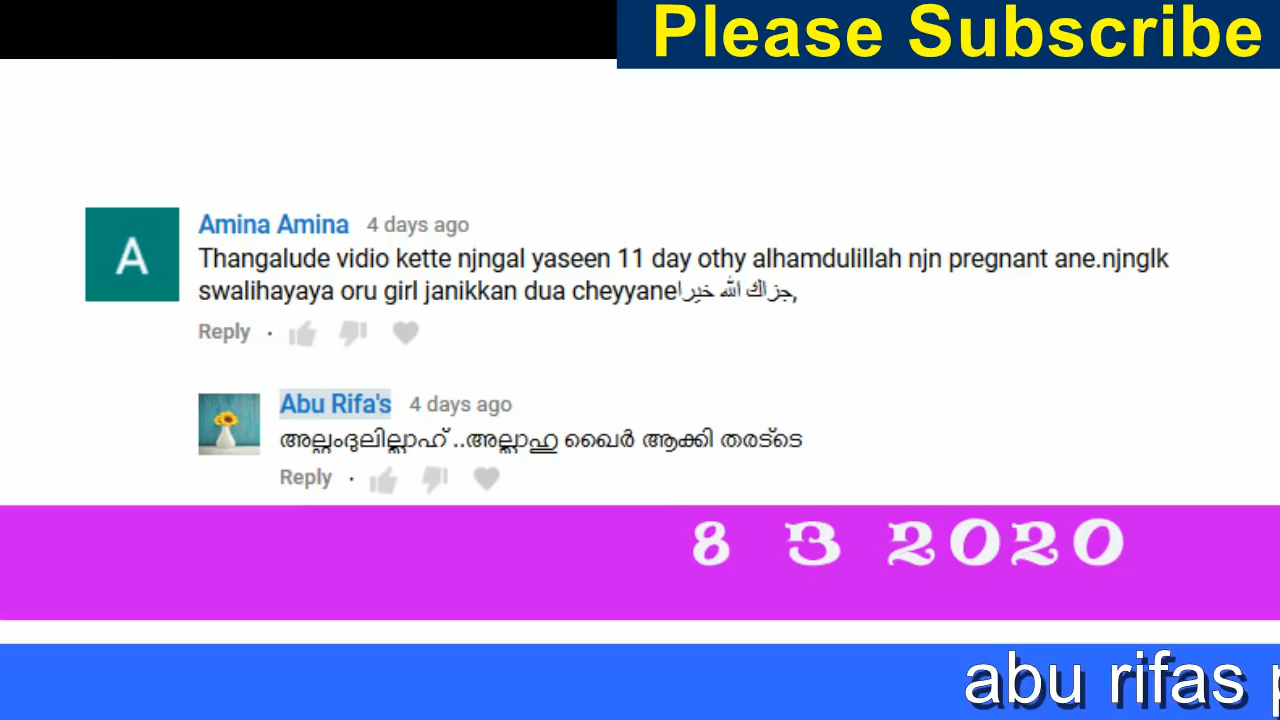 Please Subscribe
A
Amina Amina 4 days ago
Thangalude vidio kette njngal yaseen 11 day othy alhamdulillah njn pregnant ane.njnglk
swalihayaya oru girl janikkan dua cheyyaneجزاك الله خيرا,
Reply ·
Abu Rifa's 4 days ago
അല്ഹംദുലില്ലാഹ് ..അല്ലാഹു ഖൈർ ആക്കി തരട്ടെ
Reply ·
8 3 2020
abu rifas p